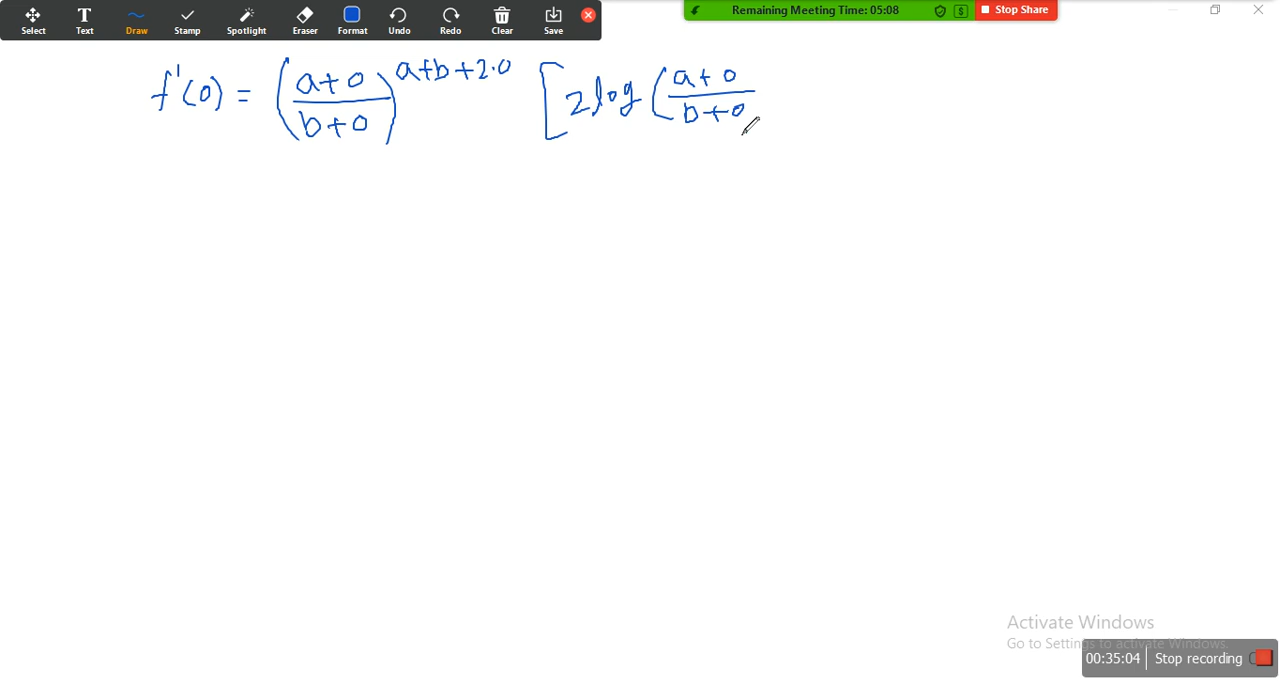 Select Text Draw Stamp Spotlight Eraser Format Undo Redo Clear Save
Remaining Meeting Time: 05:08 Stop Share
f'(0) = ((a+0)/(b+0))^(a+b+2·0) [2log((a+0)/(b+0)
Activate Windows
Go to Settings to activate Windows.
00:35:04 Stop recording